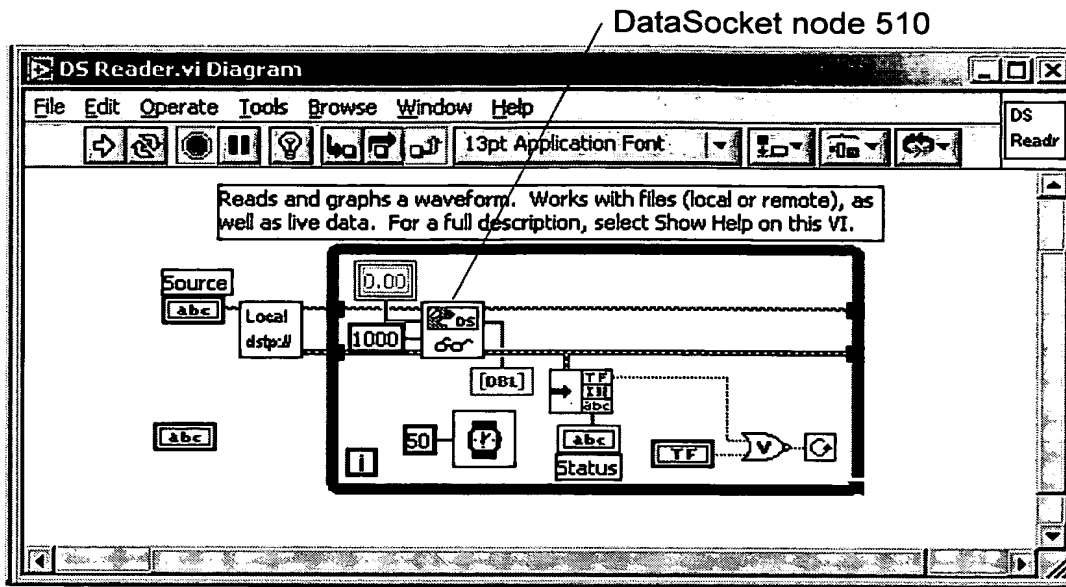 DataSocket node 510
DS Reader.vi Diagram
File Edit Operate Tools Browse Window Help
DS
Readr
13pt Application Font
Reads and graphs a waveform. Works with files (local or remote), as
well as live data. For a full description, select Show Help on this VI.
Source
abc
Local
dstp://
0.00
1000
DS
[DBL]
TF
abc
abc
Status
abc
50
i
TF
V